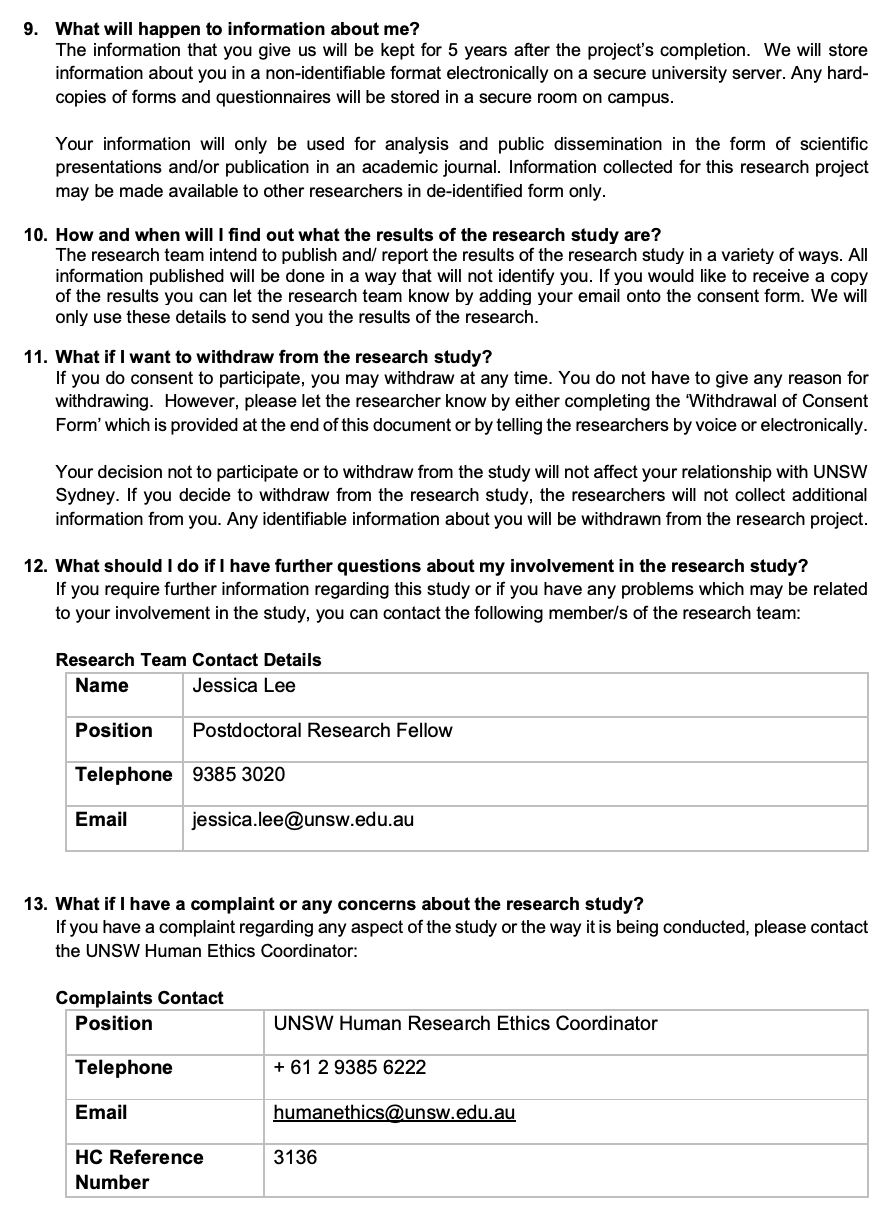 9. What will happen to information about me?
The information that you give us will be kept for 5 years after the project's completion. We will store
information about you in a non-identifiable format electronically on a secure university server. Any hard-
copies of forms and questionnaires will be stored in a secure room on campus.
Your information will only be used for analysis and public dissemination in the form of scientific
presentations and/or publication in an academic journal. Information collected for this research project
may be made available to other researchers in de-identified form only.
10. How and when will I find out what the results of the research study are?
The research team intend to publish and/ report the results of the research study in a variety of ways. All
information published will be done in a way that will not identify you. If you would like to receive a copy
of the results you can let the research team know by adding your email onto the consent form. We will
only use these details to send you the results of the research.
11. What if I want to withdraw from the research study?
If you do consent to participate, you may withdraw at any time. You do not have to give any reason for
withdrawing. However, please let the researcher know by either completing the 'Withdrawal of Consent
Form' which is provided at the end of this document or by telling the researchers by voice or electronically.
Your decision not to participate or to withdraw from the study will not affect your relationship with UNSW
Sydney. If you decide to withdraw from the research study, the researchers will not collect additional
information from you. Any identifiable information about you will be withdrawn from the research project.
12. What should I do if I have further questions about my involvement in the research study?
If you require further information regarding this study or if you have any problems which may be related
to your involvement in the study, you can contact the following member/s of the research team:
Research Team Contact Details
Name Jessica Lee
Position Postdoctoral Research Fellow
Telephone 9385 3020
Email jessica.lee@unsw.edu.au
13. What if I have a complaint or any concerns about the research study?
If you have a complaint regarding any aspect of the study or the way it is being conducted, please contact
the UNSW Human Ethics Coordinator:
Complaints Contact
Position UNSW Human Research Ethics Coordinator
Telephone + 61 2 9385 6222
Email humanethics@unsw.edu.au
HC Reference 3136
Number